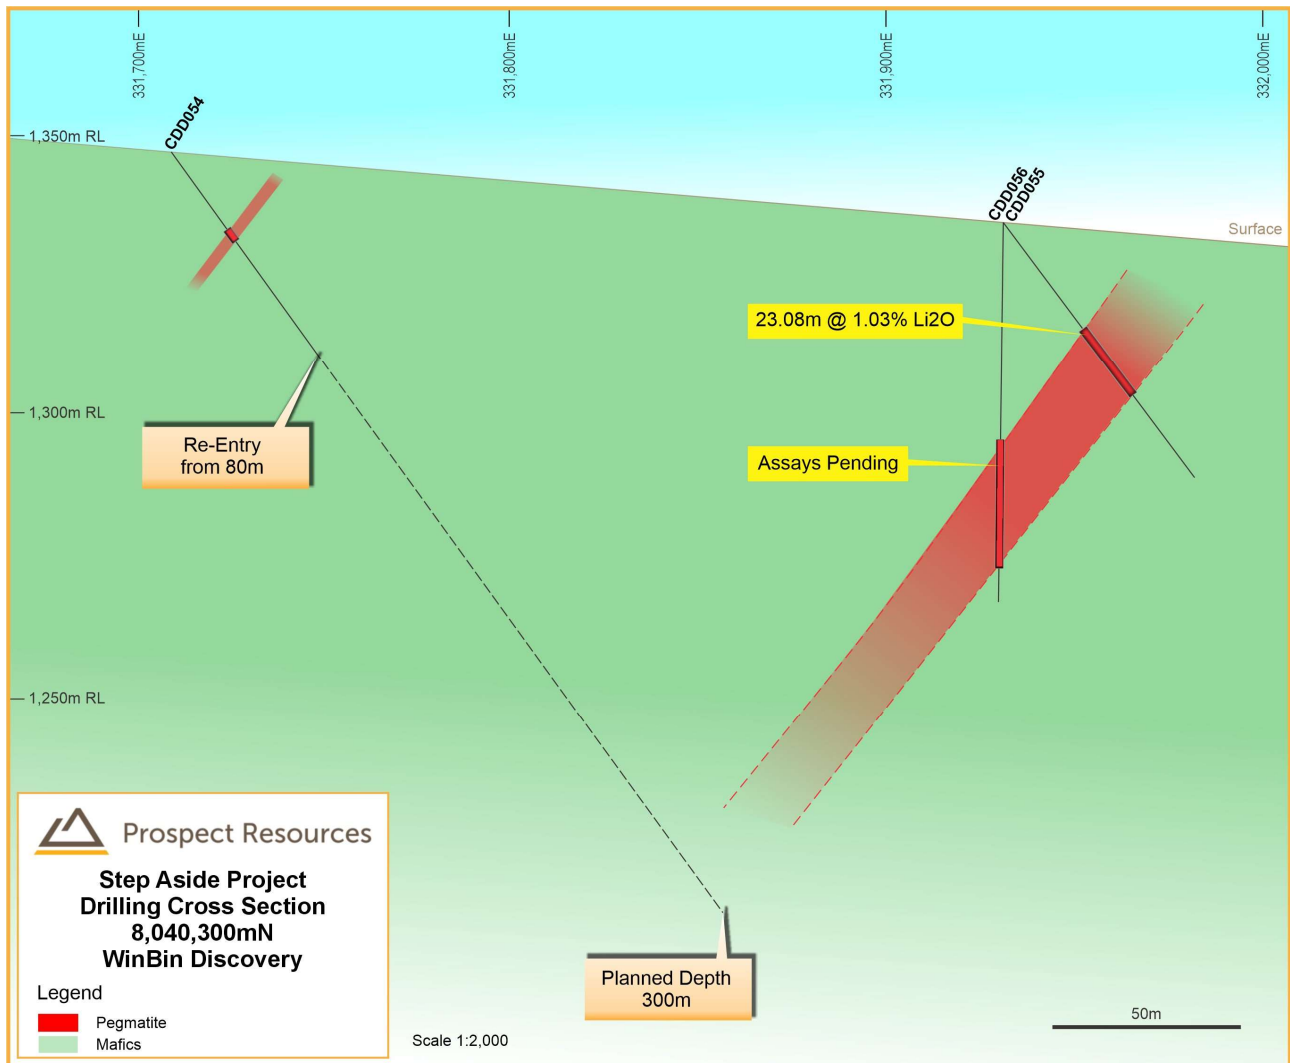 331,700mE
331,800mE
331,900mE
332,000mE
CDD054
1,350m RL
CDD056
CDD055
Surface
23.08m @ 1.03% Li2O
1,300m RL
Re-Entry
from 80m
Assays Pending
1,250m RL
Prospect Resources
Step Aside Project
Drilling Cross Section
8,040,300mN
WinBin Discovery
Legend
Pegmatite
Mafics
Planned Depth
300m
Scale 1:2,000
50m